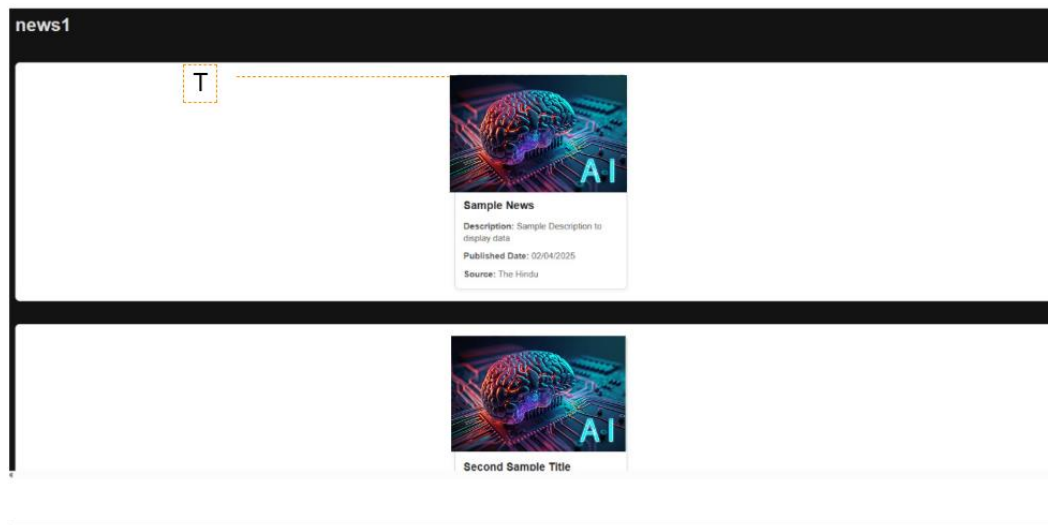 news1
T
AI
Sample News
Description: Sample Description to
display data
Published Date: 02/04/2025
Source: The Hindu
AI
Second Sample Title